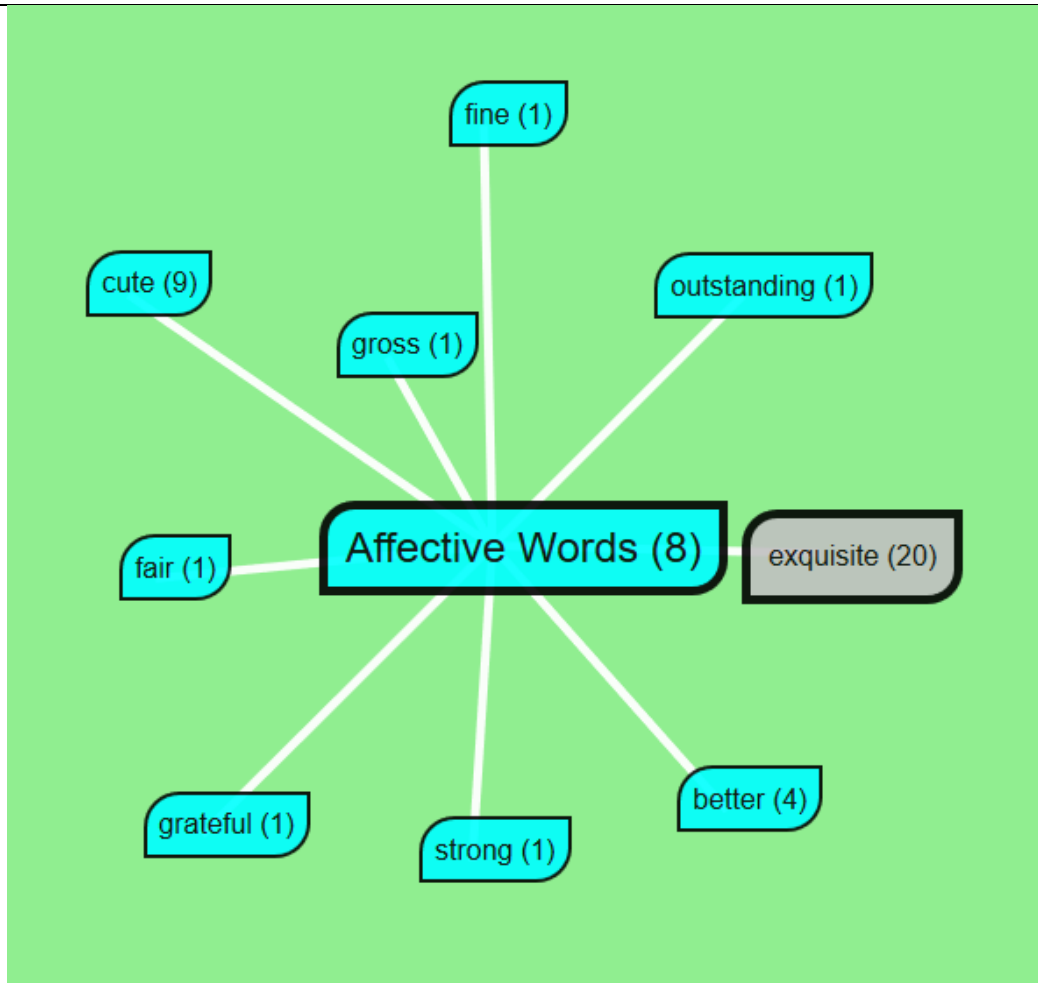 fine (1)
cute (9)
outstanding (1)
gross (1)
Affective Words (8)
exquisite (20)
fair (1)
better (4)
grateful (1)
strong (1)